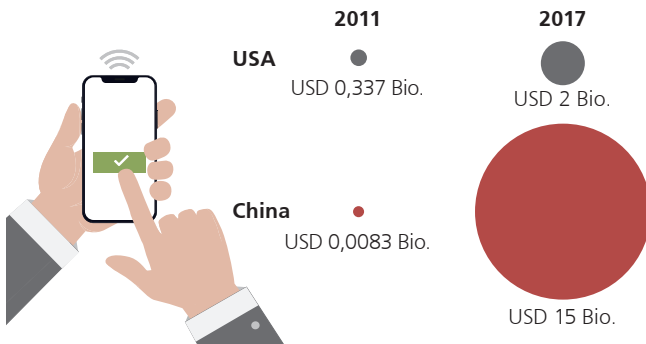 2011 2017
USA
USD 0,337 Bio.
USD 2 Bio.
China
USD 0,0083 Bio.
USD 15 Bio.